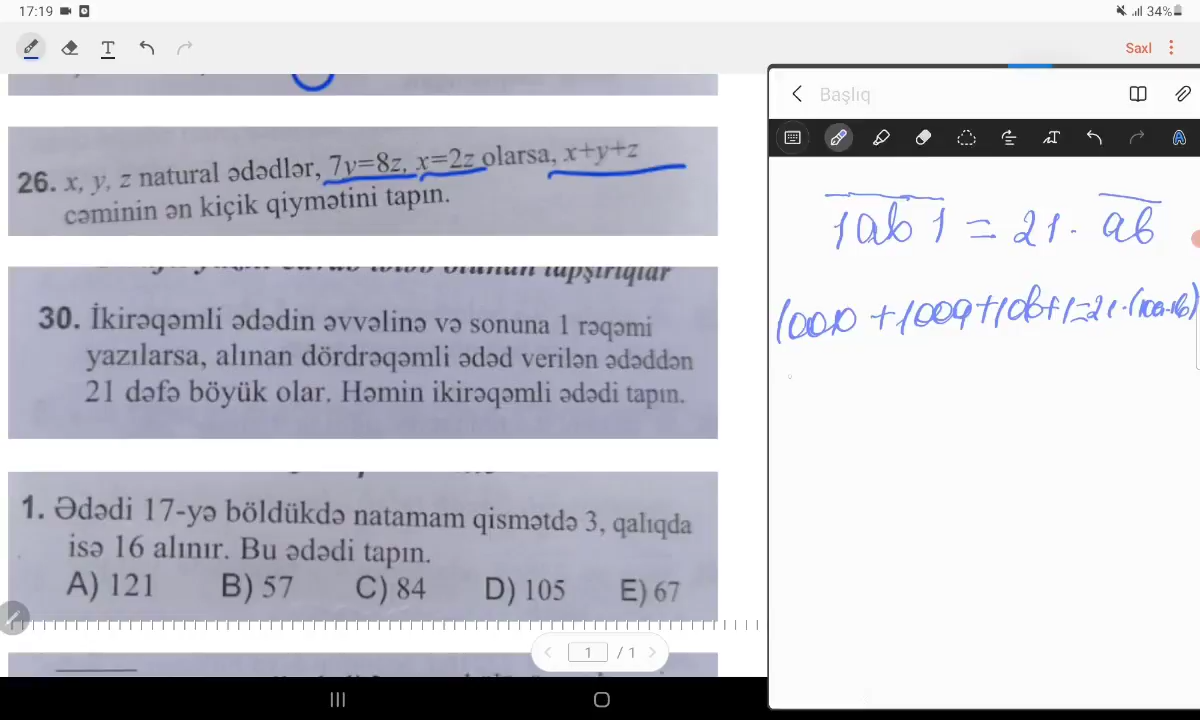 17:19
34%
Saxl
26. x, y, z natural ədədlər, 7y=8z, x=2z olarsa, x+y+z
cəminin ən kiçik qiymətini tapın.
tapşırıqlar
30. İkirəqəmli ədədin əvvəlinə və sonuna 1 rəqəmi
yazılarsa, alınan dördrəqəmli ədəd verilən ədəddən
21 dəfə böyük olar. Həmin ikirəqəmli ədədi tapın.
1. Ədədi 17-yə böldükdə natamam qismətdə 3, qalıqda
isə 16 alınır. Bu ədədi tapın.
A) 121 B) 57 C) 84 D) 105 E) 67
1 / 1
Başlıq
1ab1 = 21 · ab
1000 + 100a + 10b + 1 = 21 · (10a+b)